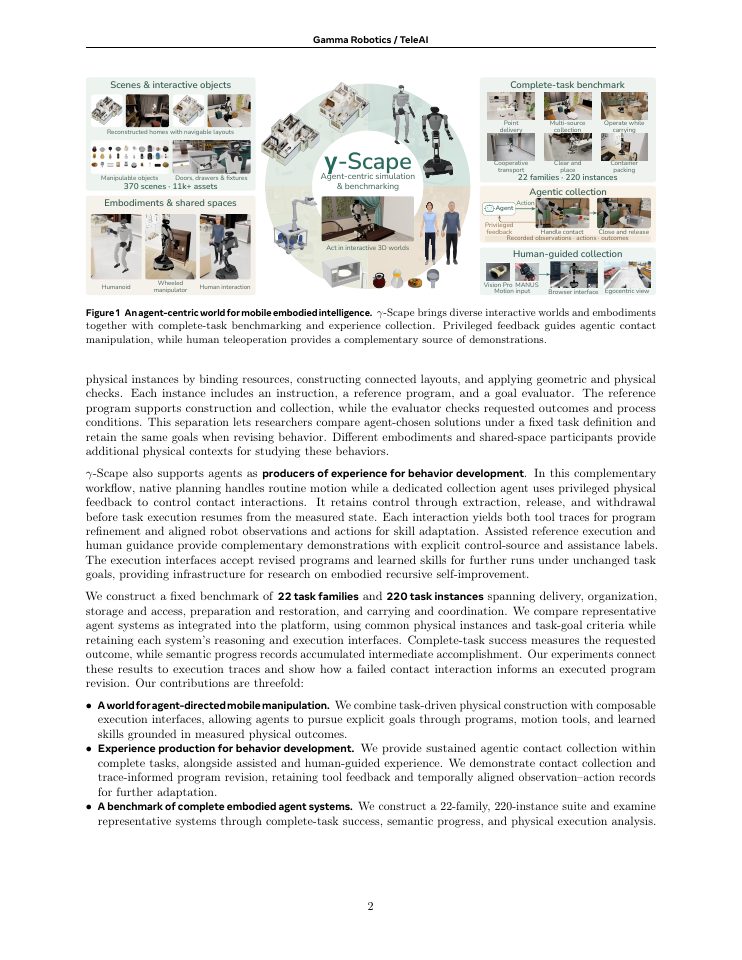 Gamma Robotics / TeleAI
Scenes & interactive objects
Reconstructed homes with navigable layouts
Manipulable objects
Doors, drawers & fixtures
370 scenes · 11k+ assets
Embodiments & shared spaces
Humanoid
Wheeled
manipulator
Human interaction
γ-Scape
Agent-centric simulation
& benchmarking
Act in interactive 3D worlds
Complete-task benchmark
Point
delivery
Multi-source
collection
Operate while
carrying
Cooperative
transport
Clear and
place
Container
packing
22 families · 220 instances
Agentic collection
Agent
Action
Privileged
feedback
Handle contact
Close and release
Recorded observations · actions · outcomes
Human-guided collection
Vision Pro MANUS
Motion input
Browser interface
Egocentric view
Figure 1 An agent-centric world for mobile embodied intelligence. γ-Scape brings diverse interactive worlds and embodiments
together with complete-task benchmarking and experience collection. Privileged feedback guides agentic contact
manipulation, while human teleoperation provides a complementary source of demonstrations.
physical instances by binding resources, constructing connected layouts, and applying geometric and physical
checks. Each instance includes an instruction, a reference program, and a goal evaluator. The reference
program supports construction and collection, while the evaluator checks requested outcomes and process
conditions. This separation lets researchers compare agent-chosen solutions under a fixed task definition and
retain the same goals when revising behavior. Different embodiments and shared-space participants provide
additional physical contexts for studying these behaviors.
γ-Scape also supports agents as producers of experience for behavior development. In this complementary
workflow, native planning handles routine motion while a dedicated collection agent uses privileged physical
feedback to control contact interactions. It retains control through extraction, release, and withdrawal
before task execution resumes from the measured state. Each interaction yields both tool traces for program
refinement and aligned robot observations and actions for skill adaptation. Assisted reference execution and
human guidance provide complementary demonstrations with explicit control-source and assistance labels.
The execution interfaces accept revised programs and learned skills for further runs under unchanged task
goals, providing infrastructure for research on embodied recursive self-improvement.
We construct a fixed benchmark of 22 task families and 220 task instances spanning delivery, organization,
storage and access, preparation and restoration, and carrying and coordination. We compare representative
agent systems as integrated into the platform, using common physical instances and task-goal criteria while
retaining each system's reasoning and execution interfaces. Complete-task success measures the requested
outcome, while semantic progress records accumulated intermediate accomplishment. Our experiments connect
these results to execution traces and show how a failed contact interaction informs an executed program
revision. Our contributions are threefold:
• A world for agent-directed mobile manipulation. We combine task-driven physical construction with composable
execution interfaces, allowing agents to pursue explicit goals through programs, motion tools, and learned
skills grounded in measured physical outcomes.
• Experience production for behavior development. We provide sustained agentic contact collection within
complete tasks, alongside assisted and human-guided experience. We demonstrate contact collection and
trace-informed program revision, retaining tool feedback and temporally aligned observation–action records
for further adaptation.
• A benchmark of complete embodied agent systems. We construct a 22-family, 220-instance suite and examine
representative systems through complete-task success, semantic progress, and physical execution analysis.
2